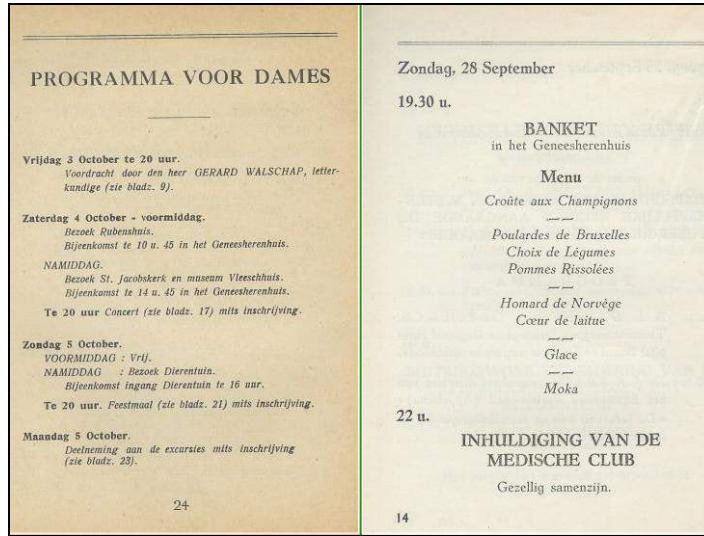 PROGRAMMA VOOR DAMES
Vrijdag 3 October te 20 uur.
Voordracht door den heer GERARD WALSCHAP, letter-
kundige (zie bladz. 9).
Zaterdag 4 October - voormiddag.
Bezoek Rubenshuis.
Bijeenkomst te 10 u. 45 in het Geneesherenhuis.
NAMIDDAG.
Bezoek St. Jacobskerk en museum Vleeschhuis.
Bijeenkomst te 14 u. 45 in het Geneesherenhuis.
Te 20 uur Concert (zie bladz. 17) mits inschrijving.
Zondag 5 October.
VOORMIDDAG : Vrij.
NAMIDDAG : Bezoek Dierentuin.
Bijeenkomst ingang Dierentuin te 16 uur.
Te 20 uur. Feestmaal (zie bladz. 21) mits inschrijving.
Maandag 5 October.
Deelneming aan de excursies mits inschrijving
(zie bladz. 23).
24
Zondag, 28 September
19.30 u.
BANKET
in het Geneesherenhuis
Menu
Croûte aux Champignons
Poulardes de Bruxelles
Choix de Légumes
Pommes Rissolées
Homard de Norvège
Cœur de laitue
Glace
Moka
22 u.
INHULDIGING VAN DE
MEDISCHE CLUB
Gezellig samenzijn.
14